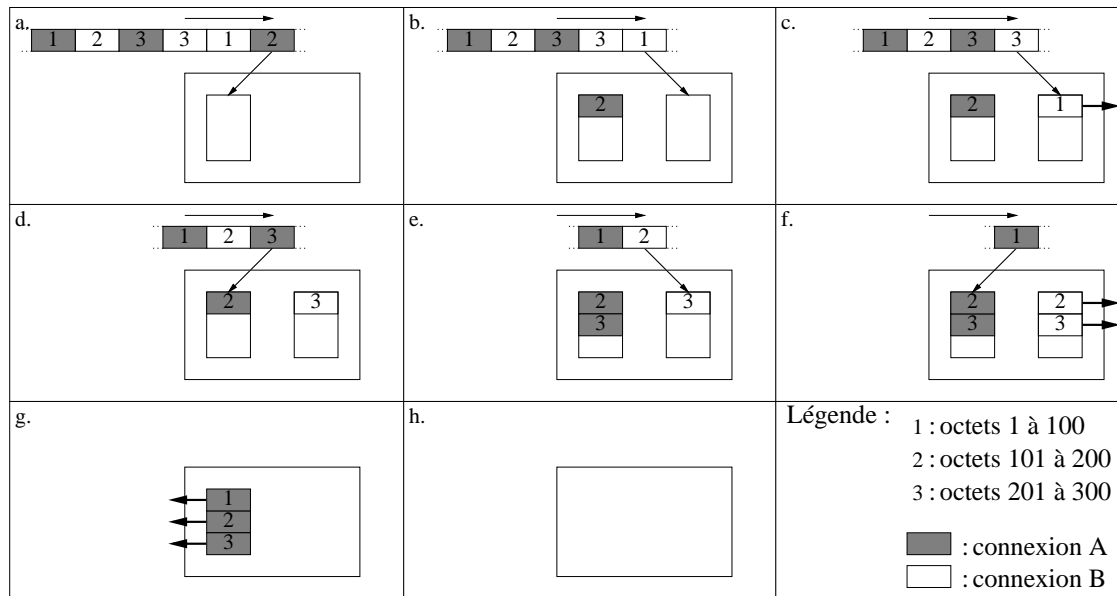 a.
1 2 3 3 1 2
b.
1 2 3 3 1
2
c.
1 2 3 3
2 1
d.
1 2 3
2 3
e.
1 2
2 3
3
f.
1
2 2
3 3
g.
1
2
3
h.
Légende :
1 : octets 1 à 100
2 : octets 101 à 200
3 : octets 201 à 300
: connexion A
: connexion B